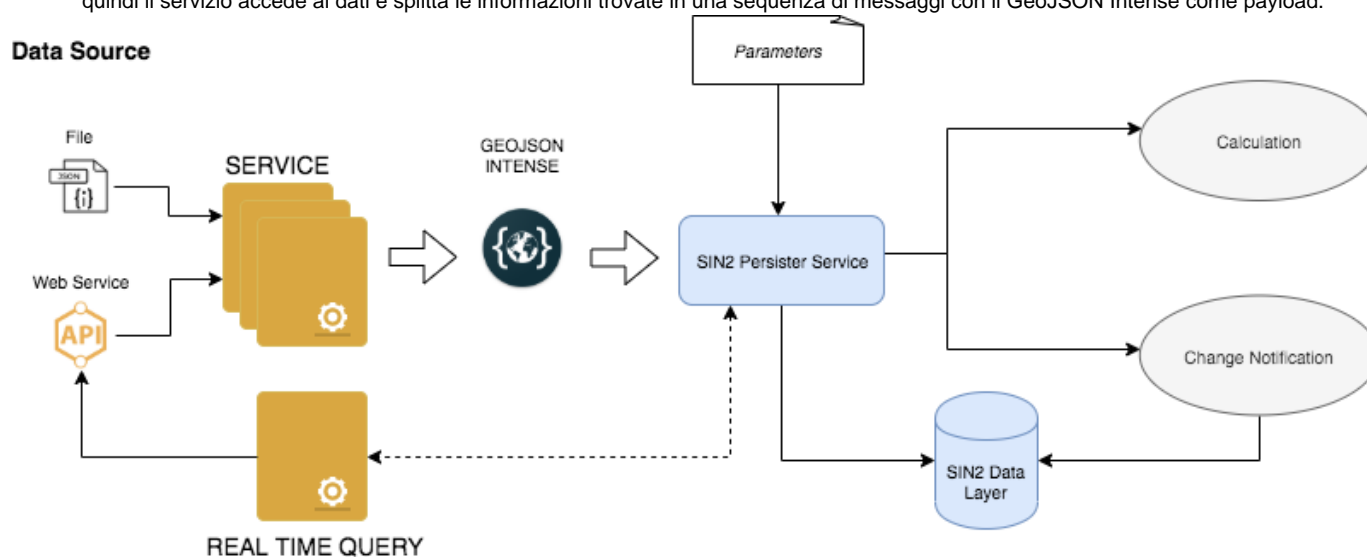 quindi il servizio accede ai dati e splitta le informazioni trovate in una sequenza di messaggi con il GeoJSON Intense come payload.
Data Source
Parameters
File
JSON
{i}
SERVICE
GEOJSON
INTENSE
Calculation
SIN2 Persister Service
Web Service
API
Change Notification
SIN2 Data
Layer
REAL TIME QUERY